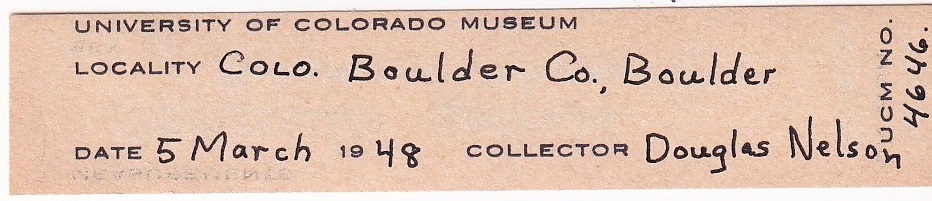 UNIVERSITY OF COLORADO MUSEUM
LOCALITY COLO. Boulder Co., Boulder
DATE 5 March 1948 COLLECTOR Douglas Nelson
UCM NO.
4646.